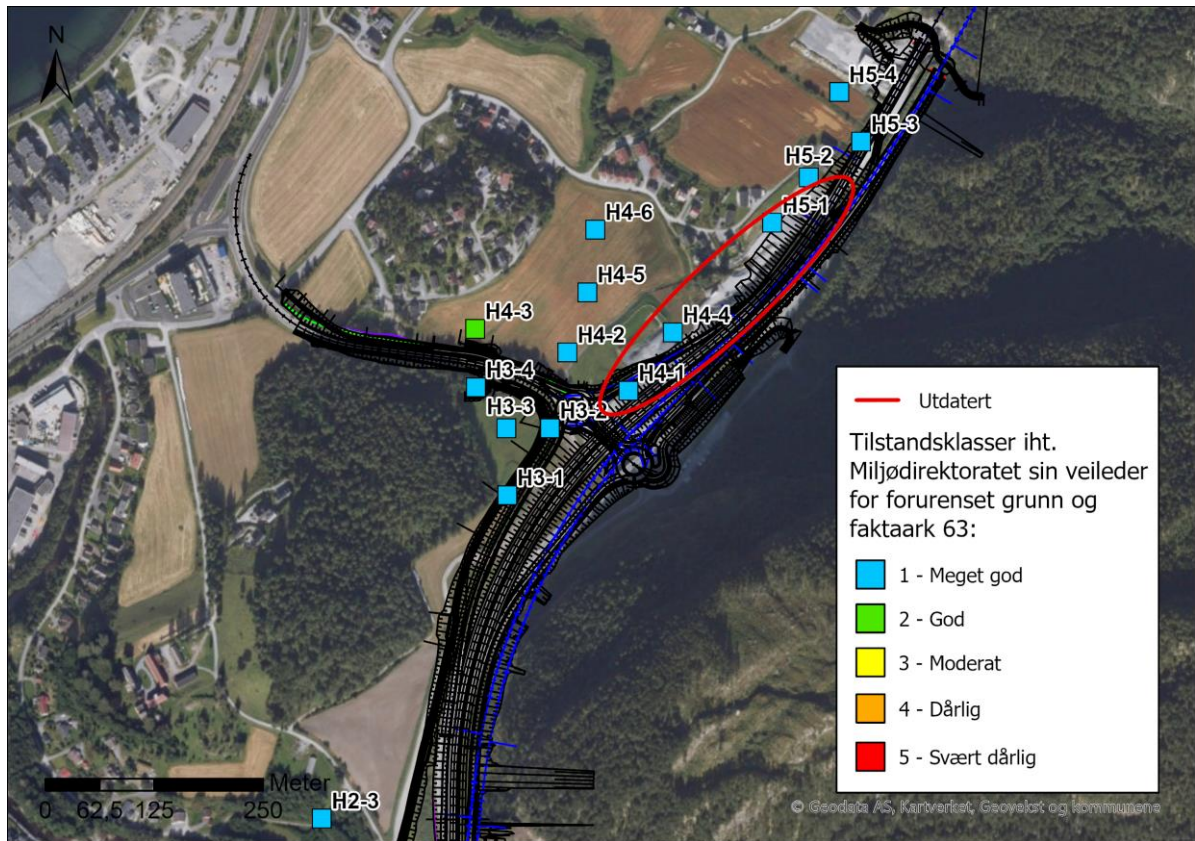 N
H5-4
H5-3
H5-2
H5-1
H4-6
H4-5
H4-3
H4-2
H4-4
H3-4
H4-1
H3-3
H3-2
H3-1
H2-3
Meter
0 62,5 125 250
Utdatert
Tilstandsklasser iht.
Miljødirektoratet sin veileder
for forurenset grunn og
faktaark 63:
1 - Meget god
2 - God
3 - Moderat
4 - Dårlig
5 - Svært dårlig
© Geodata AS, Kartverket, Geovekst og kommunene